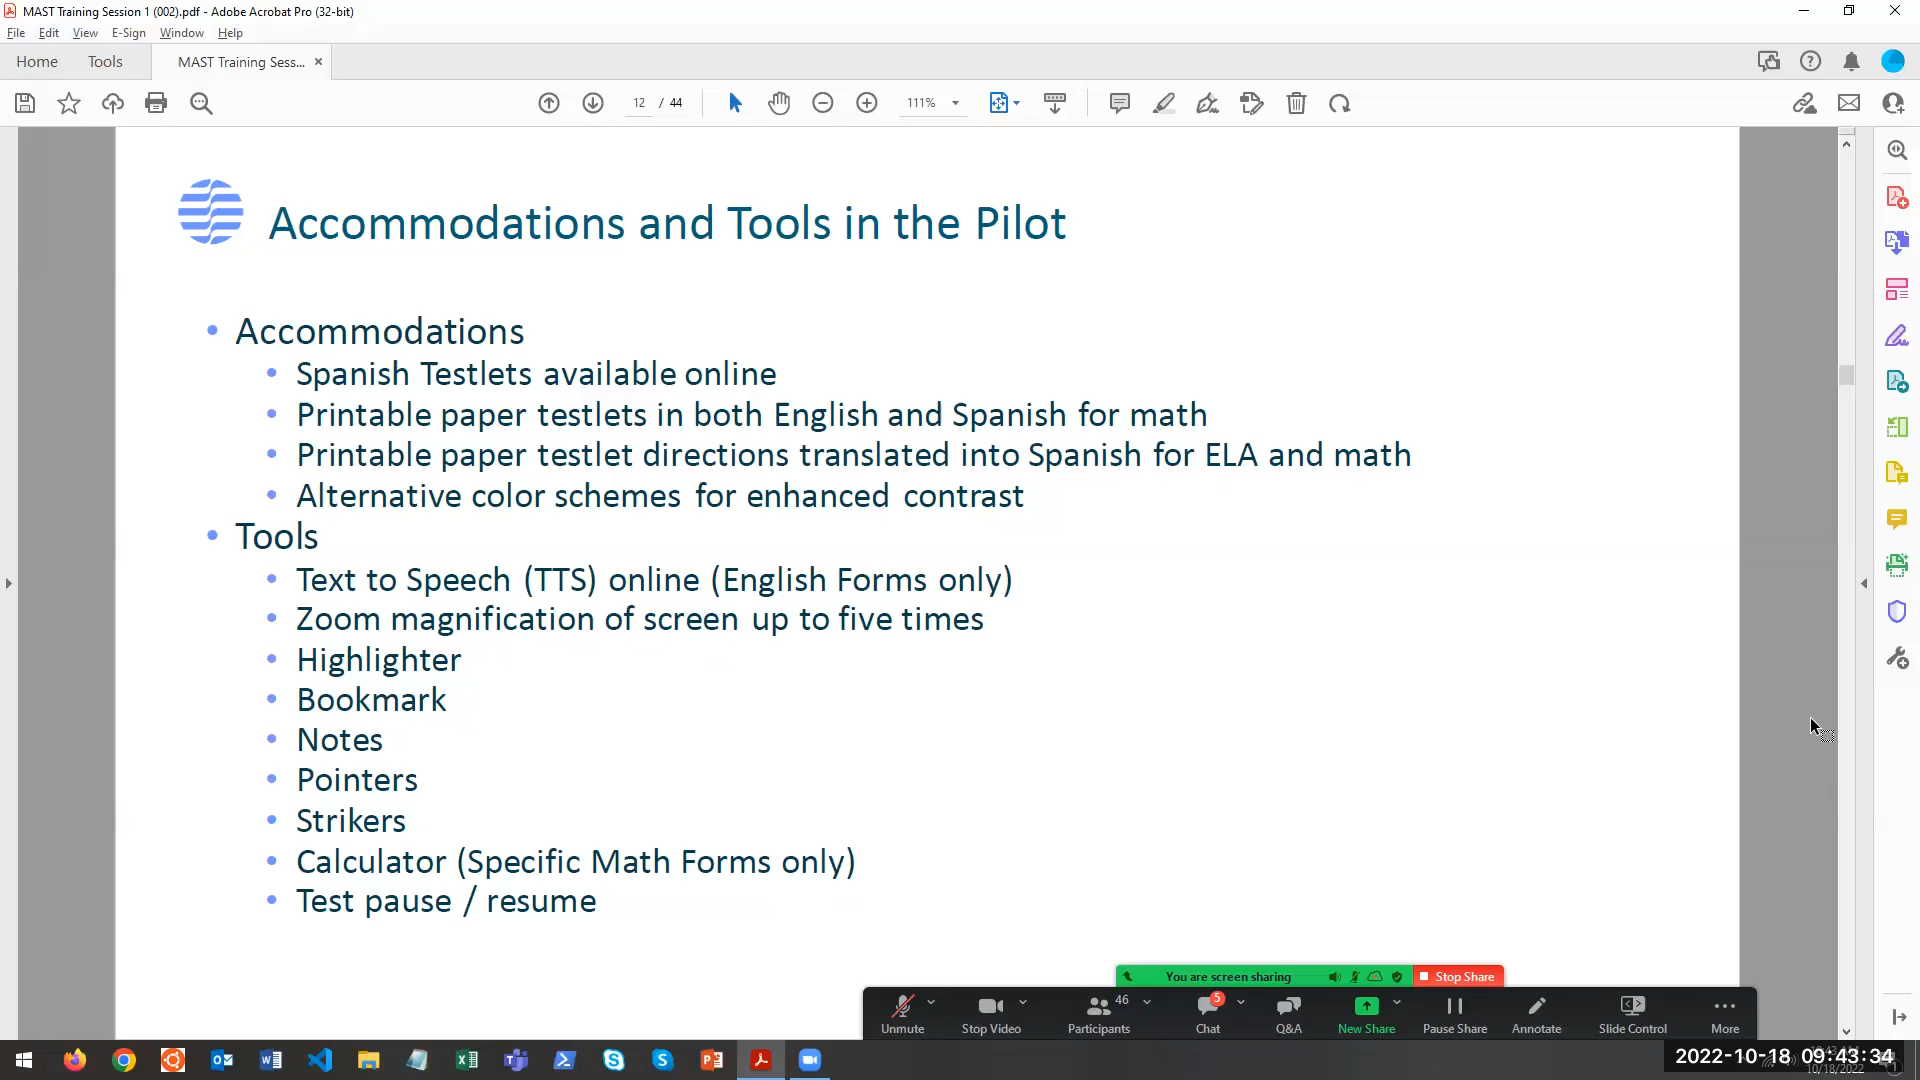 MAST Training Session 1 (002).pdf - Adobe Acrobat Pro (32-bit)
File Edit View E-Sign Window Help
Home Tools MAST Training Sess... ×
12 / 44 111%
Accommodations and Tools in the Pilot
• Accommodations
• Spanish Testlets available online
• Printable paper testlets in both English and Spanish for math
• Printable paper testlet directions translated into Spanish for ELA and math
• Alternative color schemes for enhanced contrast
• Tools
• Text to Speech (TTS) online (English Forms only)
• Zoom magnification of screen up to five times
• Highlighter
• Bookmark
• Notes
• Pointers
• Strikers
• Calculator (Specific Math Forms only)
• Test pause / resume
You are screen sharing Stop Share
46 5
Unmute Stop Video Participants Chat Q&A New Share Pause Share Annotate Slide Control More
2022-10-18 09:43:34
10/18/2022